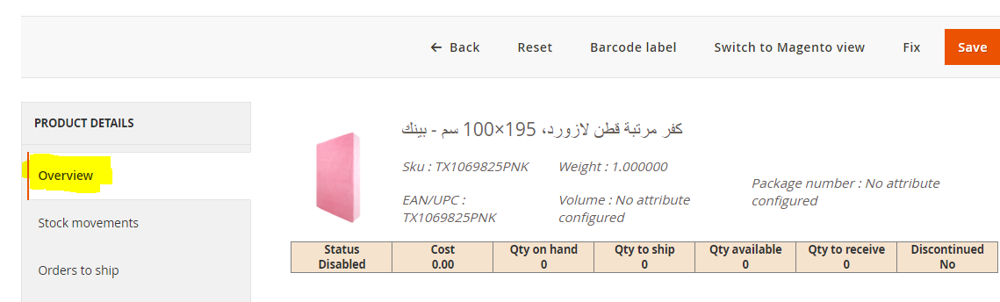 ← Back Reset Barcode label Switch to Magento view Fix Save
PRODUCT DETAILS
Overview
Stock movements
Orders to ship
كفر مرتبة قطن لازورد، 195×100 سم - بينك
Sku : TX1069825PNK
EAN/UPC :
TX1069825PNK
Weight : 1.000000
Volume : No attribute
configured
Package number : No attribute
configured
Status Cost Qty on hand Qty to ship Qty available Qty to receive Discontinued
Disabled 0.00 0 0 0 0 No